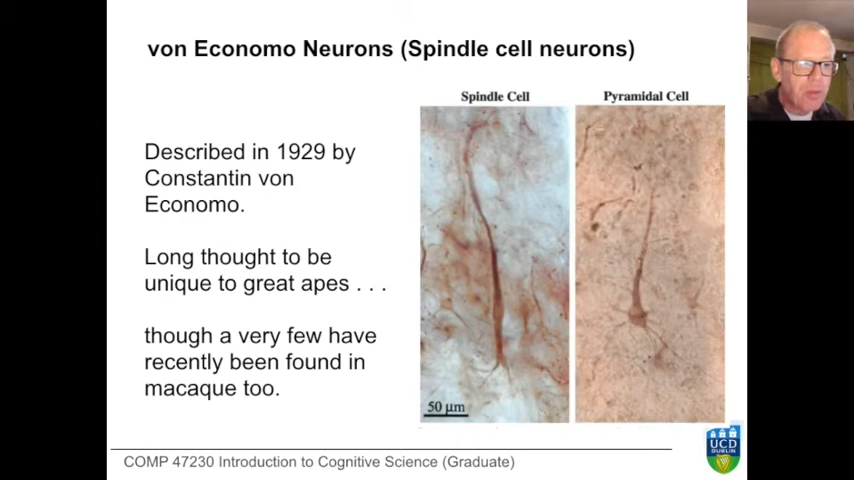 von Economo Neurons (Spindle cell neurons)
Spindle Cell
Pyramidal Cell
Described in 1929 by
Constantin von
Economo.
Long thought to be
unique to great apes . . .
though a very few have
recently been found in
macaque too.
50 μm
COMP 47230 Introduction to Cognitive Science (Graduate)
UCD
DUBLIN